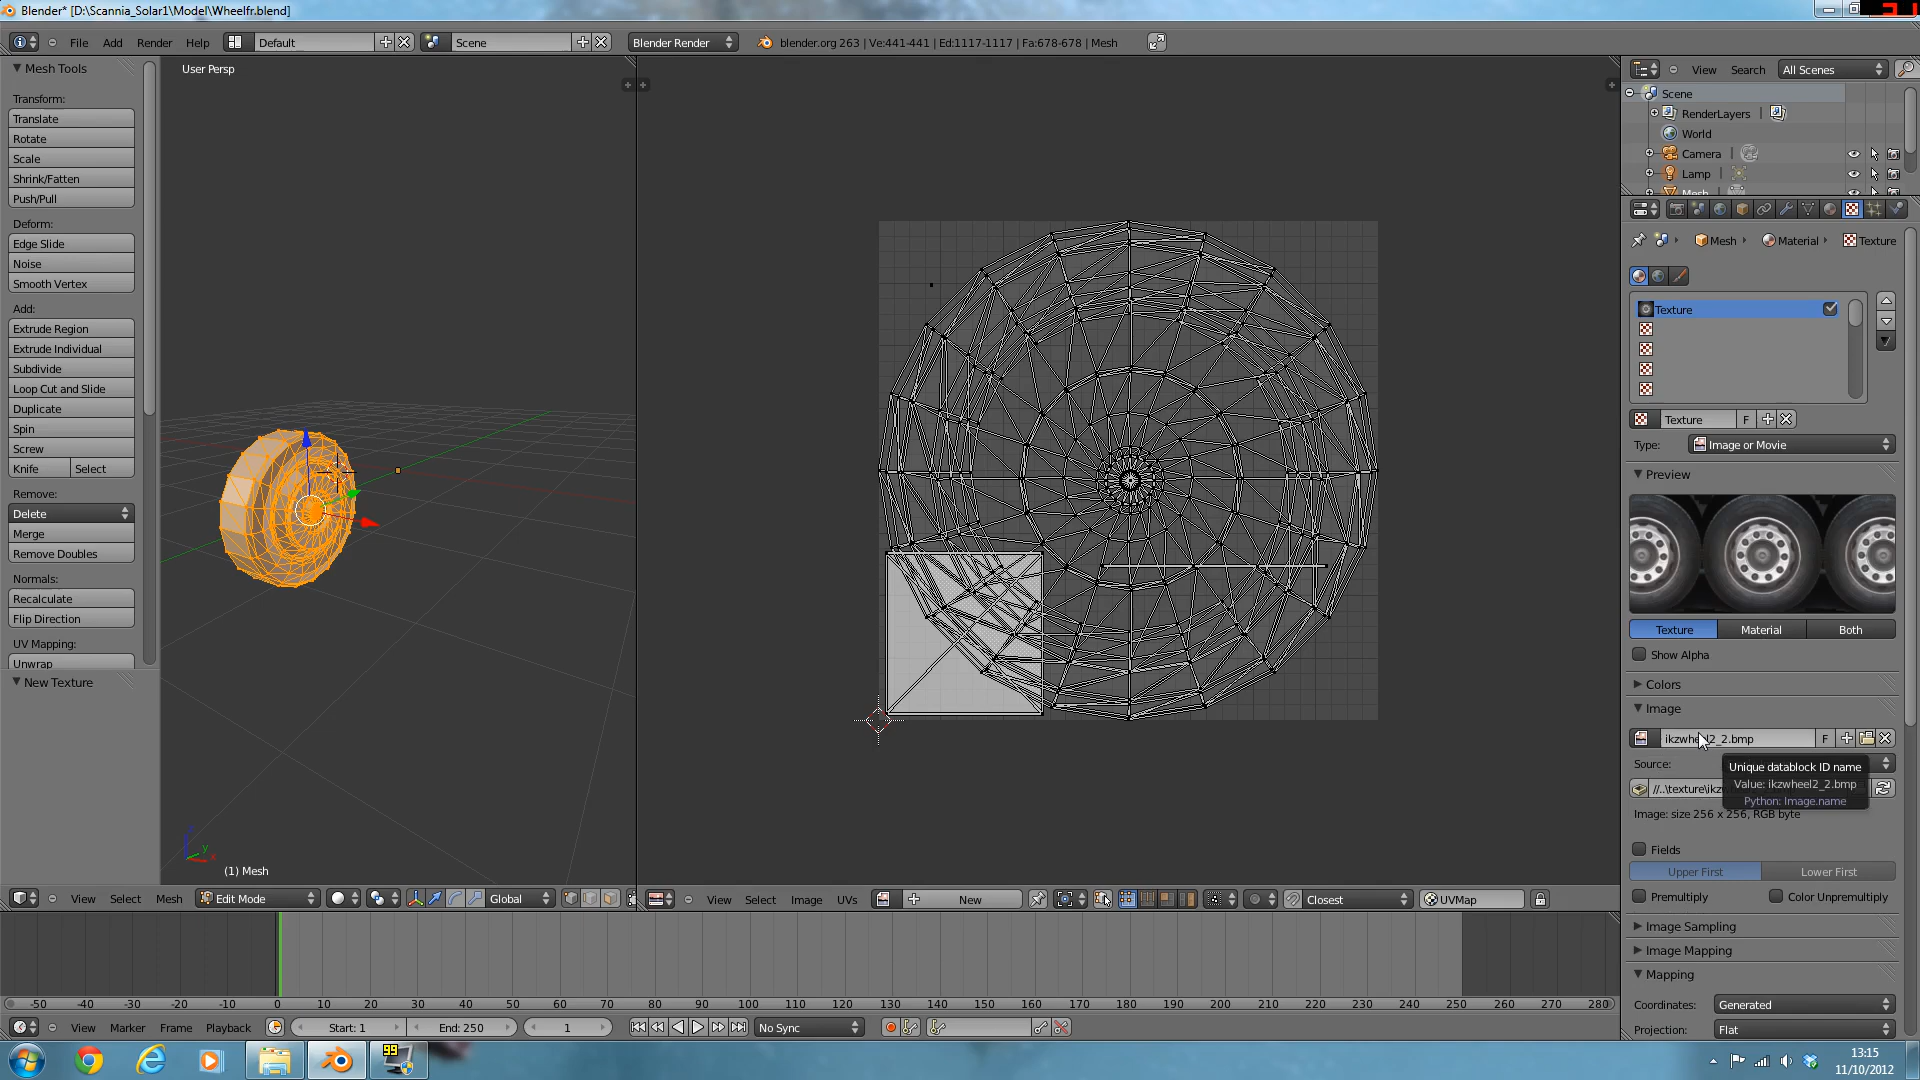 Blender* [D:\Scannia_Solar1\Model\Wheelfr.blend]
File Add Render Help Default Scene Blender Render blender.org 263 | Ve:441-441 | Ed:1117-1117 | Fa:678-678 | Mesh
Mesh Tools
Transform:
Translate
Rotate
Scale
Shrink/Fatten
Push/Pull
Deform:
Edge Slide
Noise
Smooth Vertex
Add:
Extrude Region
Extrude Individual
Subdivide
Loop Cut and Slide
Duplicate
Spin
Screw
Knife Select
Remove:
Delete
Merge
Remove Doubles
Normals:
Recalculate
Flip Direction
UV Mapping:
Unwrap
New Texture
User Persp
(1) Mesh
y
x
View Select Mesh Edit Mode Global
View Select Image UVs New Closest UVMap
View Search All Scenes
Scene
RenderLayers |
World
Camera |
Lamp |
Mesh
Mesh Material Texture
Texture
Texture F
Type: Image or Movie
Preview
Texture Material Both
Show Alpha
Colors
Image
ikzwheel2_2.bmp F
Source:
Unique datablock ID name
Value: ikzwheel2_2.bmp
Python: Image.name
//..\texture\ikzw
Image: size 256 x 256, RGB byte
Fields
Upper First Lower First
Premultiply Color Unpremultiply
Image Sampling
Image Mapping
Mapping
Coordinates: Generated
Projection: Flat
-50 -40 -30 -20 -10 0 10 20 30 40 50 60 70 80 90 100 110 120 130 140 150 160 170 180 190 200 210 220 230 240 250 260 270 280
View Marker Frame Playback Start: 1 End: 250 1 No Sync
99
13:15
11/10/2012